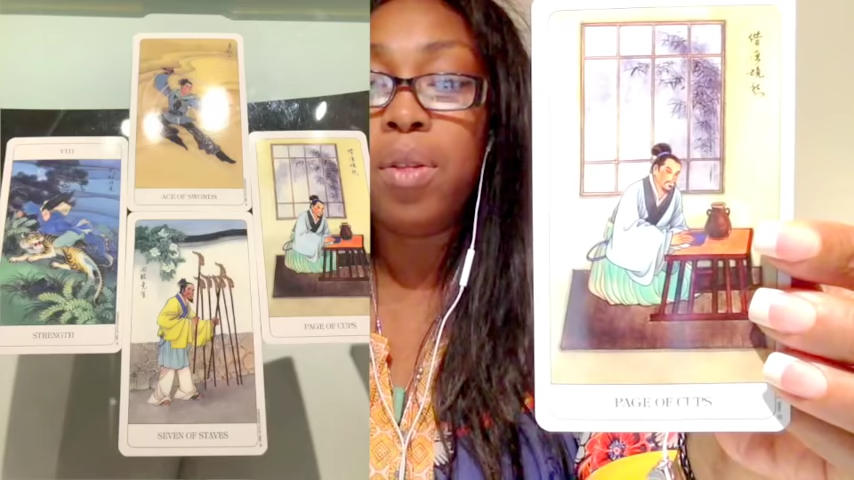 ACE OF SWORDS
VIII
STRENGTH
PAGE OF CUPS
SEVEN OF STAVES
PAGE OF CUPS